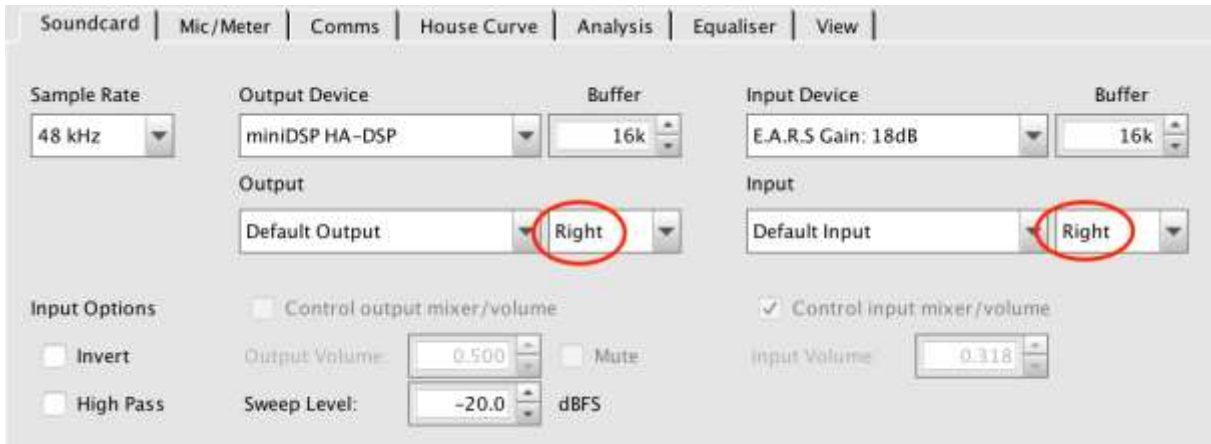 Soundcard Mic/Meter Comms House Curve Analysis Equaliser View
Sample Rate Output Device Buffer Input Device Buffer
48 kHz miniDSP HA-DSP 16k E.A.R.S Gain: 18dB 16k
Output Input
Default Output Right Default Input Right
Input Options Control output mixer/volume Control input mixer/volume
Invert Output Volume: 0.500 Mute Input Volume: 0.318
High Pass Sweep Level: -20.0 dBFS